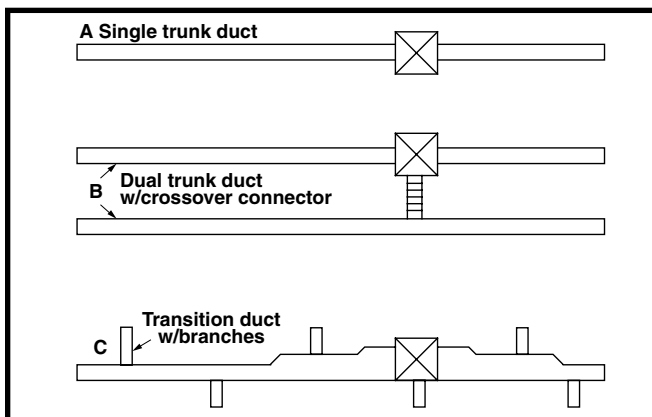 A Single trunk duct
B Dual trunk duct
w/crossover connector
C Transition duct
w/branches